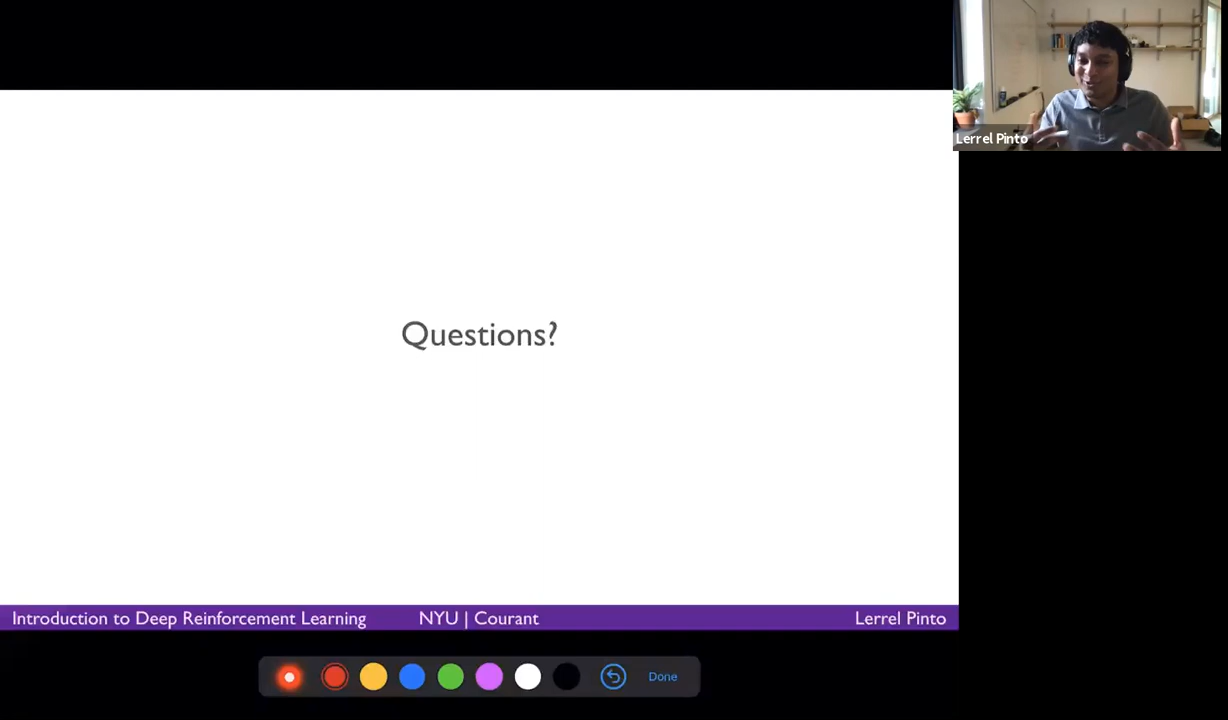 Lerrel Pinto
Questions?
Introduction to Deep Reinforcement Learning NYU | Courant Lerrel Pinto
Done